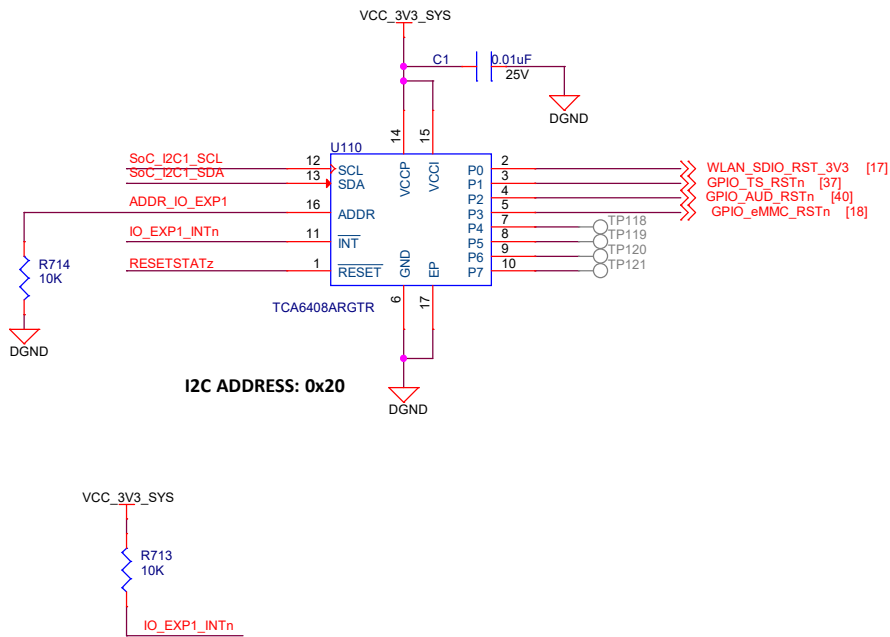 VCC_3V3_SYS
C1 0.01uF
25V
DGND
14 15
U110
SoC_I2C1_SCL 12 SCL VCCP VCCI P0 2 WLAN_SDIO_RST_3V3 [17]
SoC_I2C1_SDA 13 SDA P1 3 GPIO_TS_RSTn [37]
P2 4 GPIO_AUD_RSTn [40]
ADDR_IO_EXP1 16 ADDR P3 5 GPIO_eMMC_RSTn [18]
P4 7 TP118
IO_EXP1_INTn 11 INT P5 8 TP119
P6 9 TP120
RESETSTATz 1 RESET GND EP P7 10 TP121
R714
10K
6 17
TCA6408ARGTR
DGND
I2C ADDRESS: 0x20
DGND
VCC_3V3_SYS
R713
10K
IO_EXP1_INTn